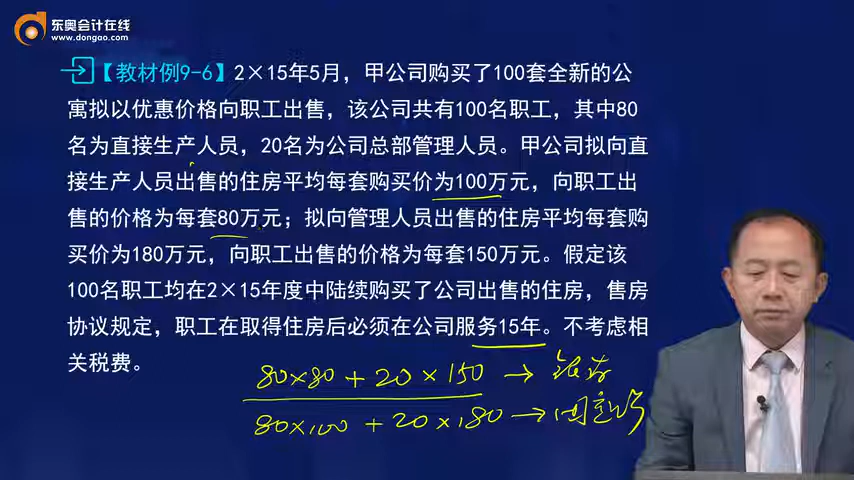 东奥会计在线
www.dongao.com
【教材例9-6】2×15年5月，甲公司购买了100套全新的公
寓拟以优惠价格向职工出售，该公司共有100名职工，其中80
名为直接生产人员，20名为公司总部管理人员。甲公司拟向直
接生产人员出售的住房平均每套购买价为100万元，向职工出
售的价格为每套80万元；拟向管理人员出售的住房平均每套购
买价为180万元，向职工出售的价格为每套150万元。假定该
100名职工均在2×15年度中陆续购买了公司出售的住房，售房
协议规定，职工在取得住房后必须在公司服务15年。不考虑相
关税费。
80×80 + 20×150 → 银存
80×100 + 20×180 →